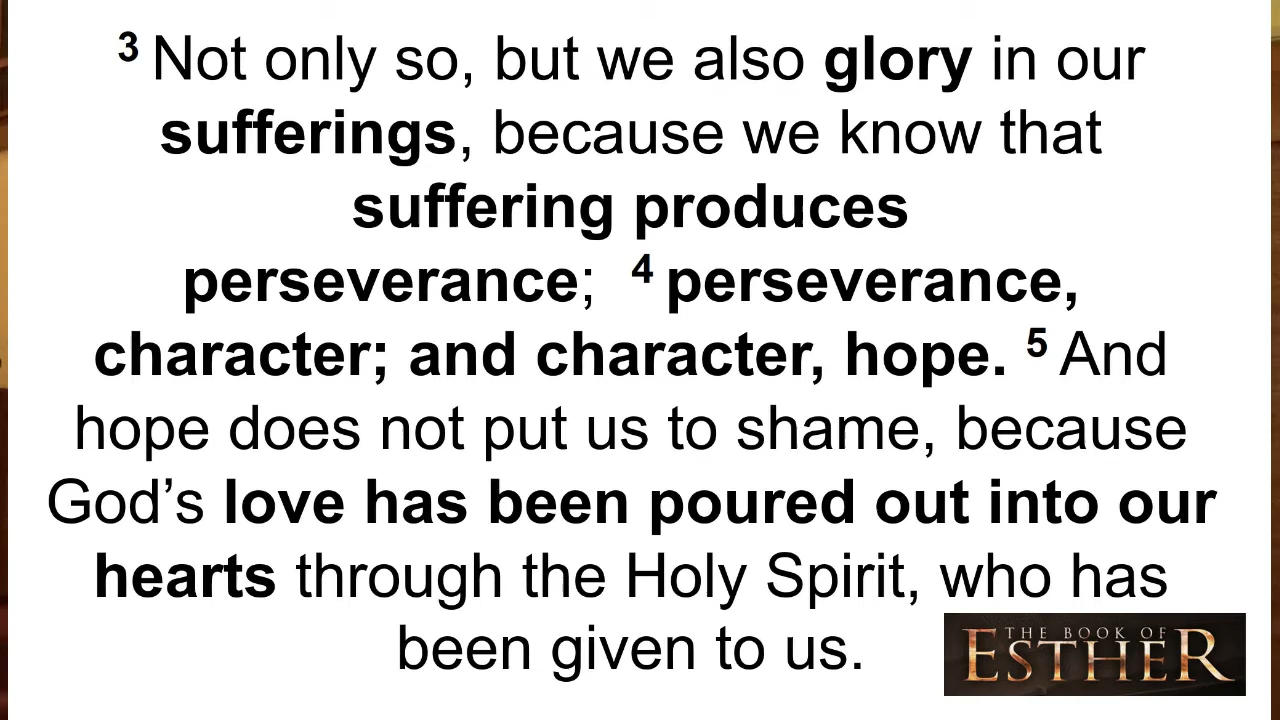 3 Not only so, but we also glory in our
sufferings, because we know that
suffering produces
perseverance;  4 perseverance,
character; and character, hope. 5 And
hope does not put us to shame, because
God’s love has been poured out into our
hearts through the Holy Spirit, who has
been given to us.
THE BOOK OF
ESTHER